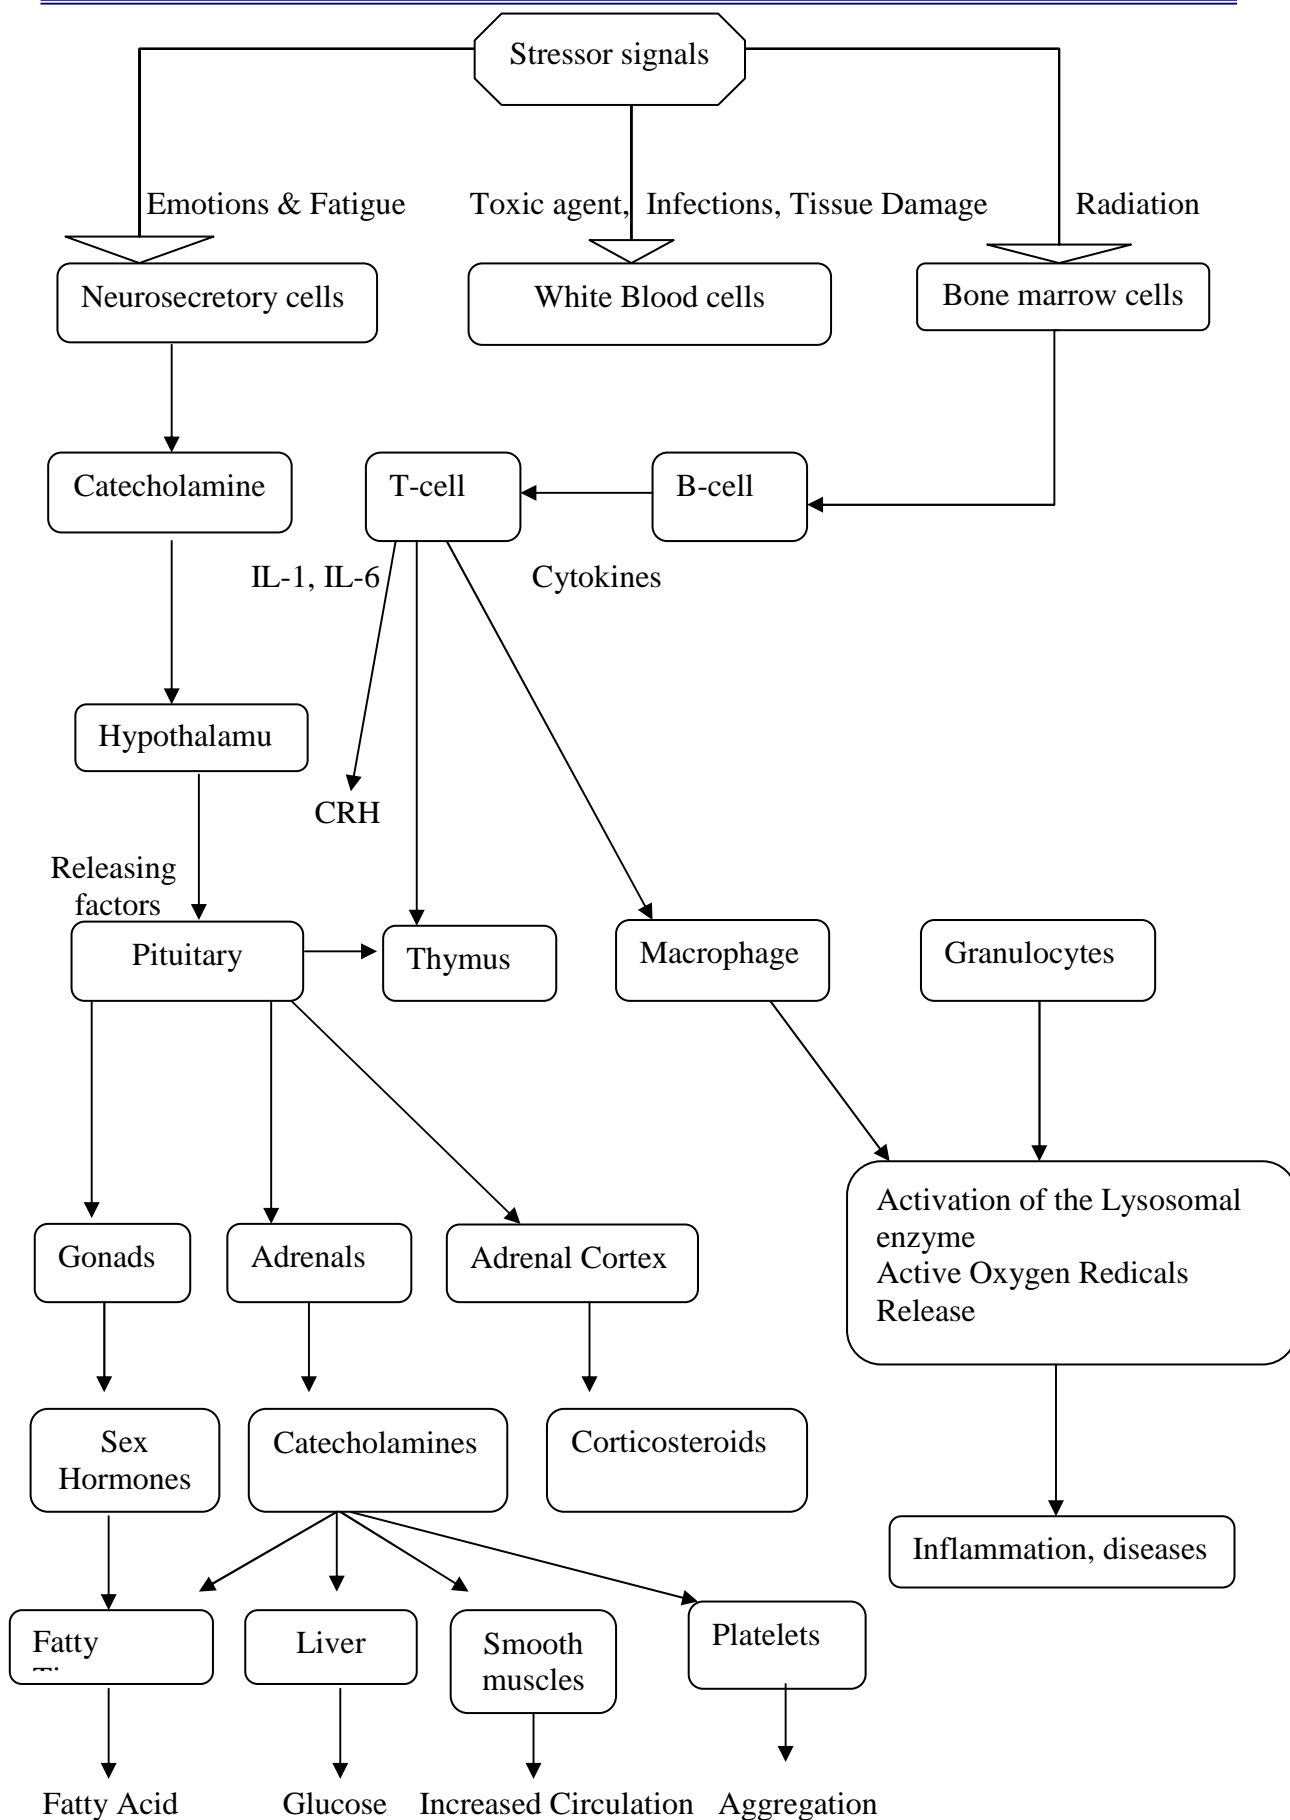 Stressor signals
Emotions & Fatigue
Toxic agent, Infections, Tissue Damage
Radiation
Neurosecretory cells
White Blood cells
Bone marrow cells
Catecholamine
T-cell
B-cell
IL-1, IL-6
Cytokines
Hypothalamu
CRH
Releasing
factors
Pituitary
Thymus
Macrophage
Granulocytes
Activation of the Lysosomal
enzyme
Active Oxygen Redicals
Release
Gonads
Adrenals
Adrenal Cortex
Sex
Hormones
Catecholamines
Corticosteroids
Inflammation, diseases
Fatty
Liver
Smooth
muscles
Platelets
Fatty Acid
Glucose
Increased Circulation
Aggregation